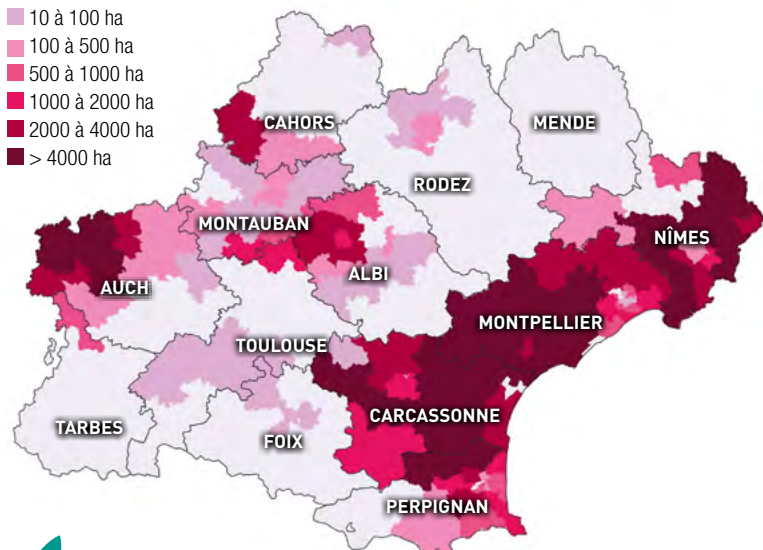 10 à 100 ha
100 à 500 ha
500 à 1000 ha
1000 à 2000 ha
2000 à 4000 ha
> 4000 ha
CAHORS
MENDE
RODEZ
MONTAUBAN
NÎMES
ALBI
AUCH
MONTPELLIER
TOULOUSE
CARCASSONNE
TARBES
FOIX
PERPIGNAN